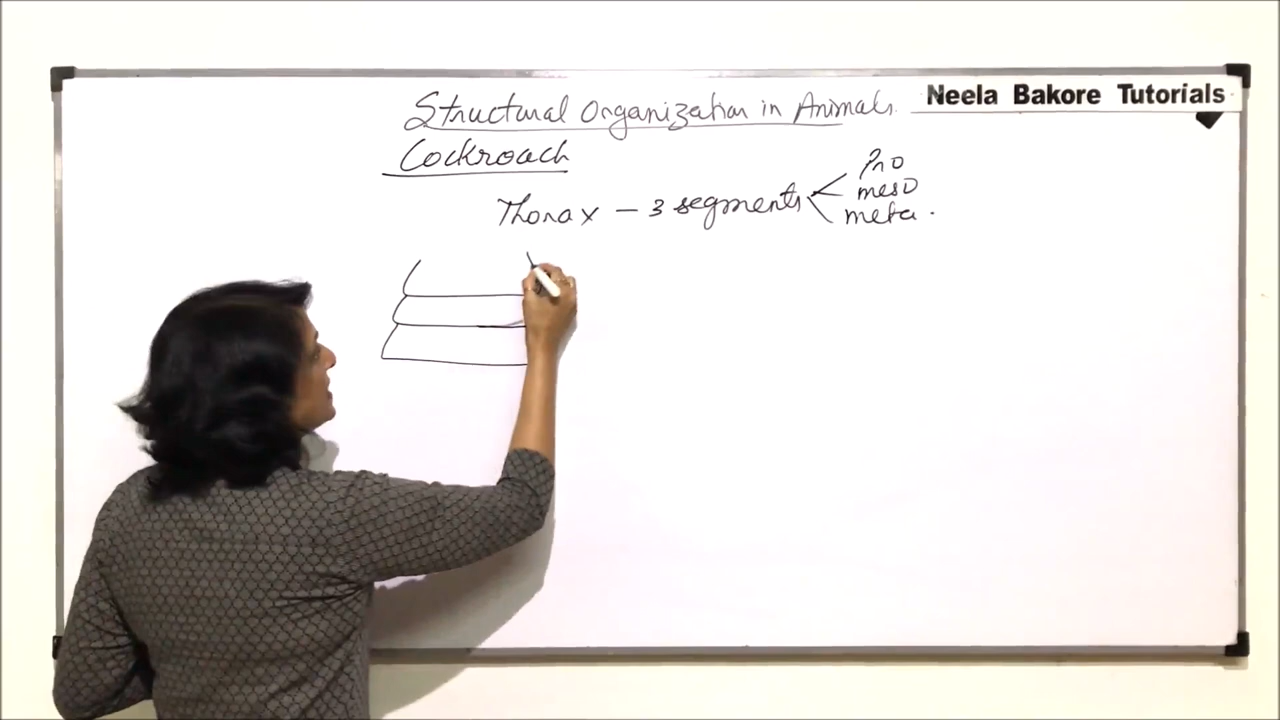 Neela Bakore Tutorials
Structural Organization in Animals.
Cockroach
Thorax – 3 segments
Pro
meso
meta.